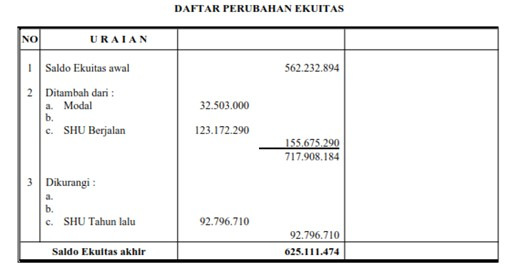 DAFTAR PERUBAHAN EKUITAS
NO U R A I A N
1 Saldo Ekuitas awal 562.232.894
2 Ditambah dari :
a. Modal 32.503.000
b.
c. SHU Berjalan 123.172.290
155.675.290
717.908.184
3 Dikurangi :
a.
b.
c. SHU Tahun lalu 92.796.710
92.796.710
Saldo Ekuitas akhir 625.111.474